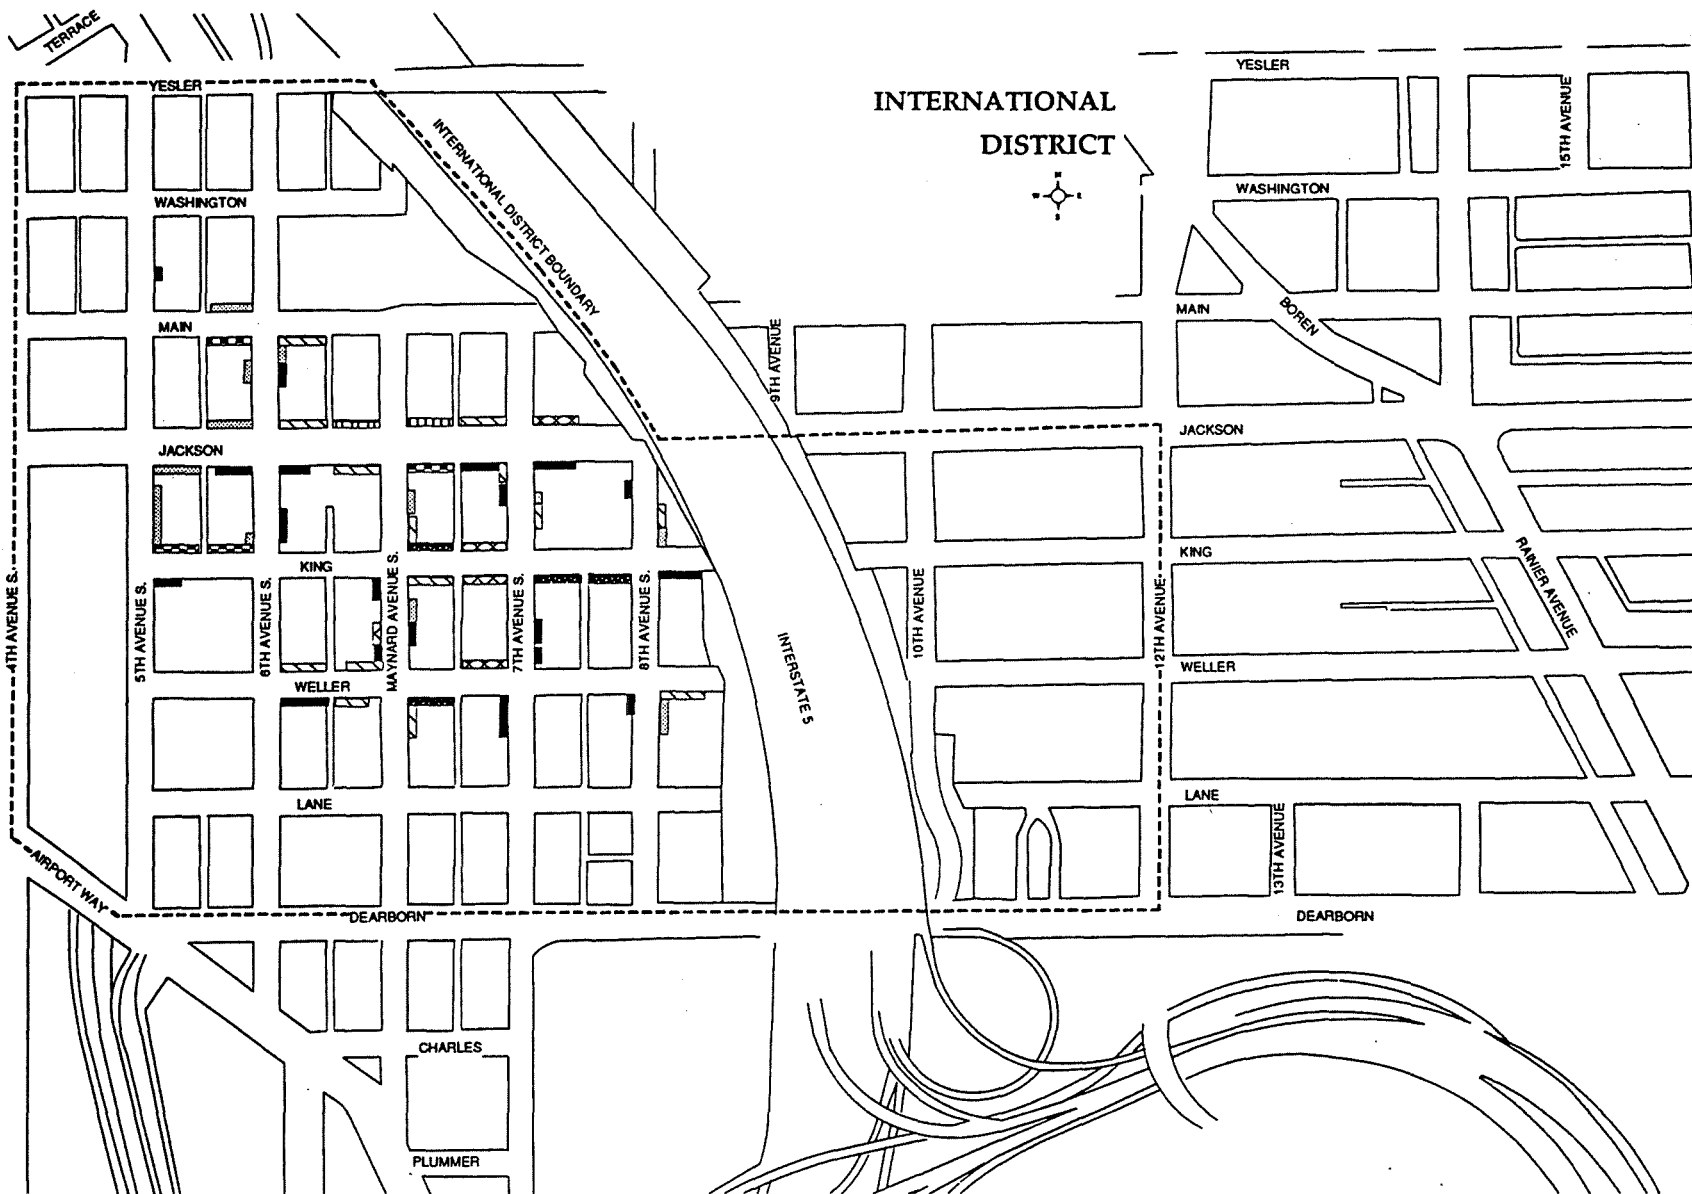 TERRACE
YESLER
YESLER
INTERNATIONAL
DISTRICT
N
W
E
S
15TH AVENUE
INTERNATIONAL DISTRICT BOUNDARY
WASHINGTON
WASHINGTON
MAIN
MAIN
BOREN
9TH AVENUE
JACKSON
JACKSON
KING
KING
RAINIER AVENUE
4TH AVENUE S.
5TH AVENUE S.
6TH AVENUE S.
MAYNARD AVENUE S.
7TH AVENUE S.
8TH AVENUE S.
10TH AVENUE
12TH AVENUE
INTERSTATE 5
WELLER
WELLER
LANE
LANE
13TH AVENUE
AIRPORT WAY
DEARBORN
DEARBORN
CHARLES
PLUMMER